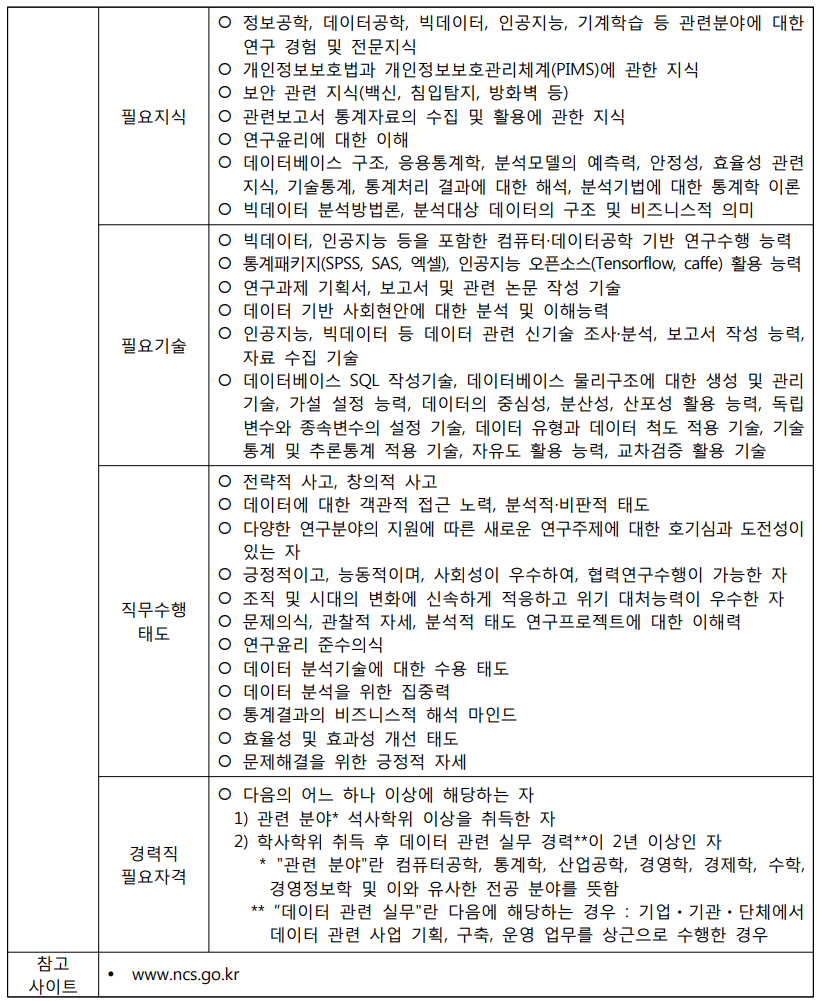 필요지식
○ 정보공학, 데이터공학, 빅데이터, 인공지능, 기계학습 등 관련분야에 대한
연구 경험 및 전문지식
○ 개인정보보호법과 개인정보보호관리체계(PIMS)에 관한 지식
○ 보안 관련 지식(백신, 침입탐지, 방화벽 등)
○ 관련보고서 통계자료의 수집 및 활용에 관한 지식
○ 연구윤리에 대한 이해
○ 데이터베이스 구조, 응용통계학, 분석모델의 예측력, 안정성, 효율성 관련
지식, 기술통계, 통계처리 결과에 대한 해석, 분석기법에 대한 통계학 이론
○ 빅데이터 분석방법론, 분석대상 데이터의 구조 및 비즈니스적 의미
필요기술
○ 빅데이터, 인공지능 등을 포함한 컴퓨터·데이터공학 기반 연구수행 능력
○ 통계패키지(SPSS, SAS, 엑셀), 인공지능 오픈소스(Tensorflow, caffe) 활용 능력
○ 연구과제 기획서, 보고서 및 관련 논문 작성 기술
○ 데이터 기반 사회현안에 대한 분석 및 이해능력
○ 인공지능, 빅데이터 등 데이터 관련 신기술 조사·분석, 보고서 작성 능력,
자료 수집 기술
○ 데이터베이스 SQL 작성기술, 데이터베이스 물리구조에 대한 생성 및 관리
기술, 가설 설정 능력, 데이터의 중심성, 분산성, 산포성 활용 능력, 독립
변수와 종속변수의 설정 기술, 데이터 유형과 데이터 척도 적용 기술, 기술
통계 및 추론통계 적용 기술, 자유도 활용 능력, 교차검증 활용 기술
직무수행
태도
○ 전략적 사고, 창의적 사고
○ 데이터에 대한 객관적 접근 노력, 분석적·비판적 태도
○ 다양한 연구분야의 지원에 따른 새로운 연구주제에 대한 호기심과 도전성이
있는 자
○ 긍정적이고, 능동적이며, 사회성이 우수하여, 협력연구수행이 가능한 자
○ 조직 및 시대의 변화에 신속하게 적응하고 위기 대처능력이 우수한 자
○ 문제의식, 관찰적 자세, 분석적 태도 연구프로젝트에 대한 이해력
○ 연구윤리 준수의식
○ 데이터 분석기술에 대한 수용 태도
○ 데이터 분석을 위한 집중력
○ 통계결과의 비즈니스적 해석 마인드
○ 효율성 및 효과성 개선 태도
○ 문제해결을 위한 긍정적 자세
경력직
필요자격
○ 다음의 어느 하나 이상에 해당하는 자
1) 관련 분야* 석사학위 이상을 취득한 자
2) 학사학위 취득 후 데이터 관련 실무 경력**이 2년 이상인 자
* "관련 분야"란 컴퓨터공학, 통계학, 산업공학, 경영학, 경제학, 수학,
경영정보학 및 이와 유사한 전공 분야를 뜻함
** "데이터 관련 실무"란 다음에 해당하는 경우 : 기업・기관・단체에서
데이터 관련 사업 기획, 구축, 운영 업무를 상근으로 수행한 경우
참고
사이트
• www.ncs.go.kr